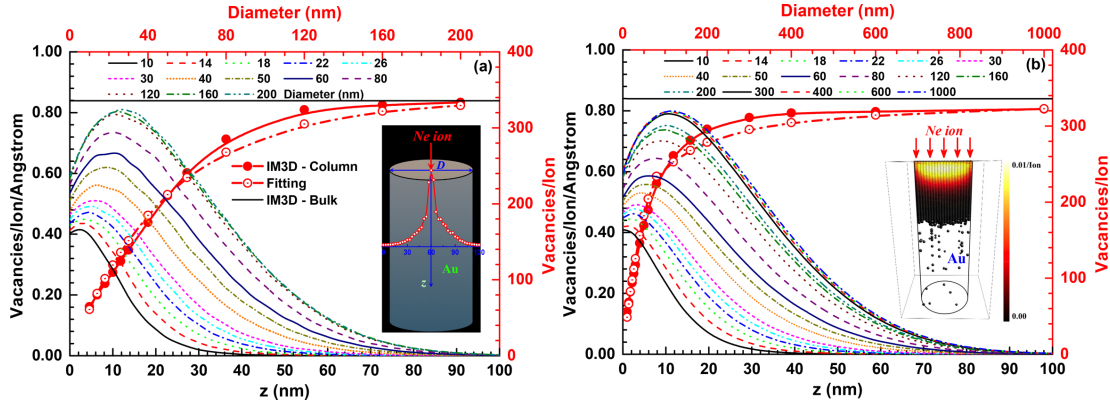 Diameter (nm)
0 40 80 120 160 200
1.00 400
10 14 18 22 26
30 40 50 60 80
120 160 200 Diameter (nm)
(a)
0.80 300
0.60 200
0.40 100
0.20 0
0.00
Vacancies/Ion/Angstrom
Vacancies/Ion
IM3D - Column
Fitting
IM3D - Bulk
Ne ion
D
0 30 60
Au
z
0 10 20 30 40 50 60 70 80 90 100
z (nm)
Diameter (nm)
0 200 400 600 800 1000
1.00 400
10 14 18 22 26 30
40 50 60 80 120 160
200 300 400 600 1000
(b)
0.80 300
0.60 200
0.40 100
0.20 0
0.00
Vacancies/Ion/Angstrom
Vacancies/Ion
Ne ion
0.01/Ion
Au
0.00
0 10 20 30 40 50 60 70 80 90 100
z (nm)